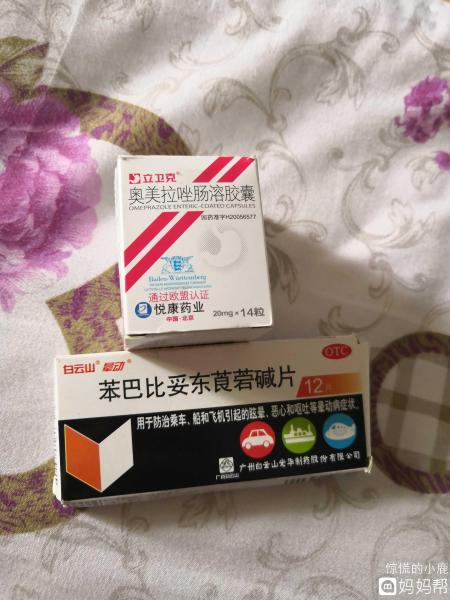 立卫克®
奥美拉唑肠溶胶囊
OMEPRAZOLE ENTERIC-COATED CAPSULES
国药准字H20056577
Baden-Württemberg
通过欧盟认证
悦康药业
中国·北京
20mg×14粒
白云山® 晕动®
OTC
苯巴比妥东莨菪碱片
12片
用于防治乘车、船和飞机引起的眩晕、恶心和呕吐等晕动病症状。
广州白云山光华制药股份有限公司
惊慌的小鹿
妈妈帮